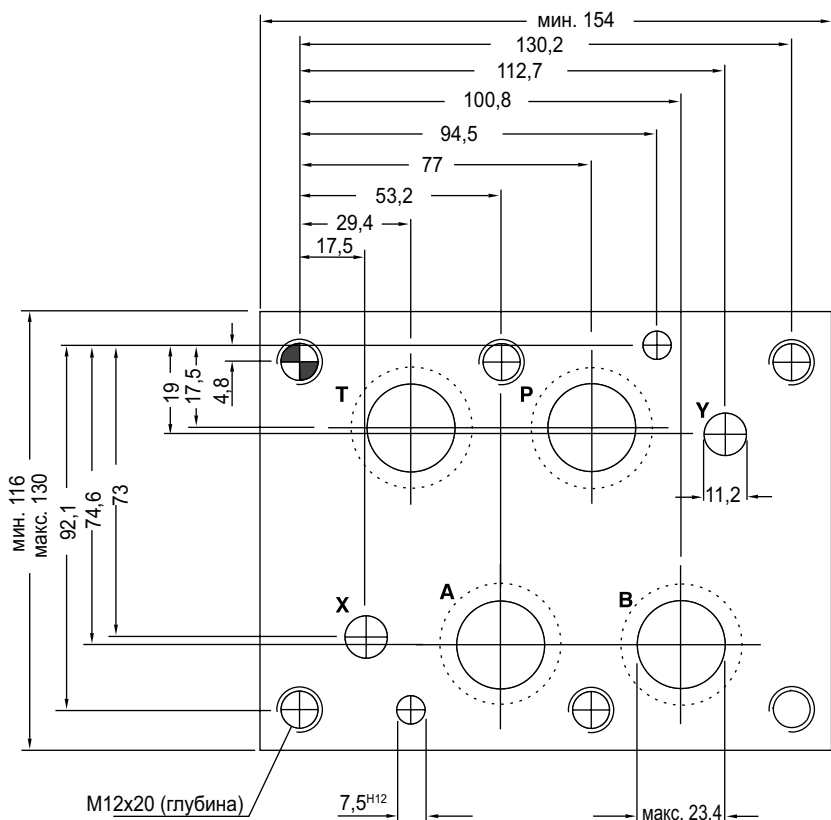 мин. 154
130,2
112,7
100,8
94,5
77
53,2
29,4
17,5
T
P
Y
11,2
4,8
17,5
19
73
74,6
92,1
мин. 116
макс. 130
X
A
B
M12x20 (глубина)
7,5H12
макс. 23,4